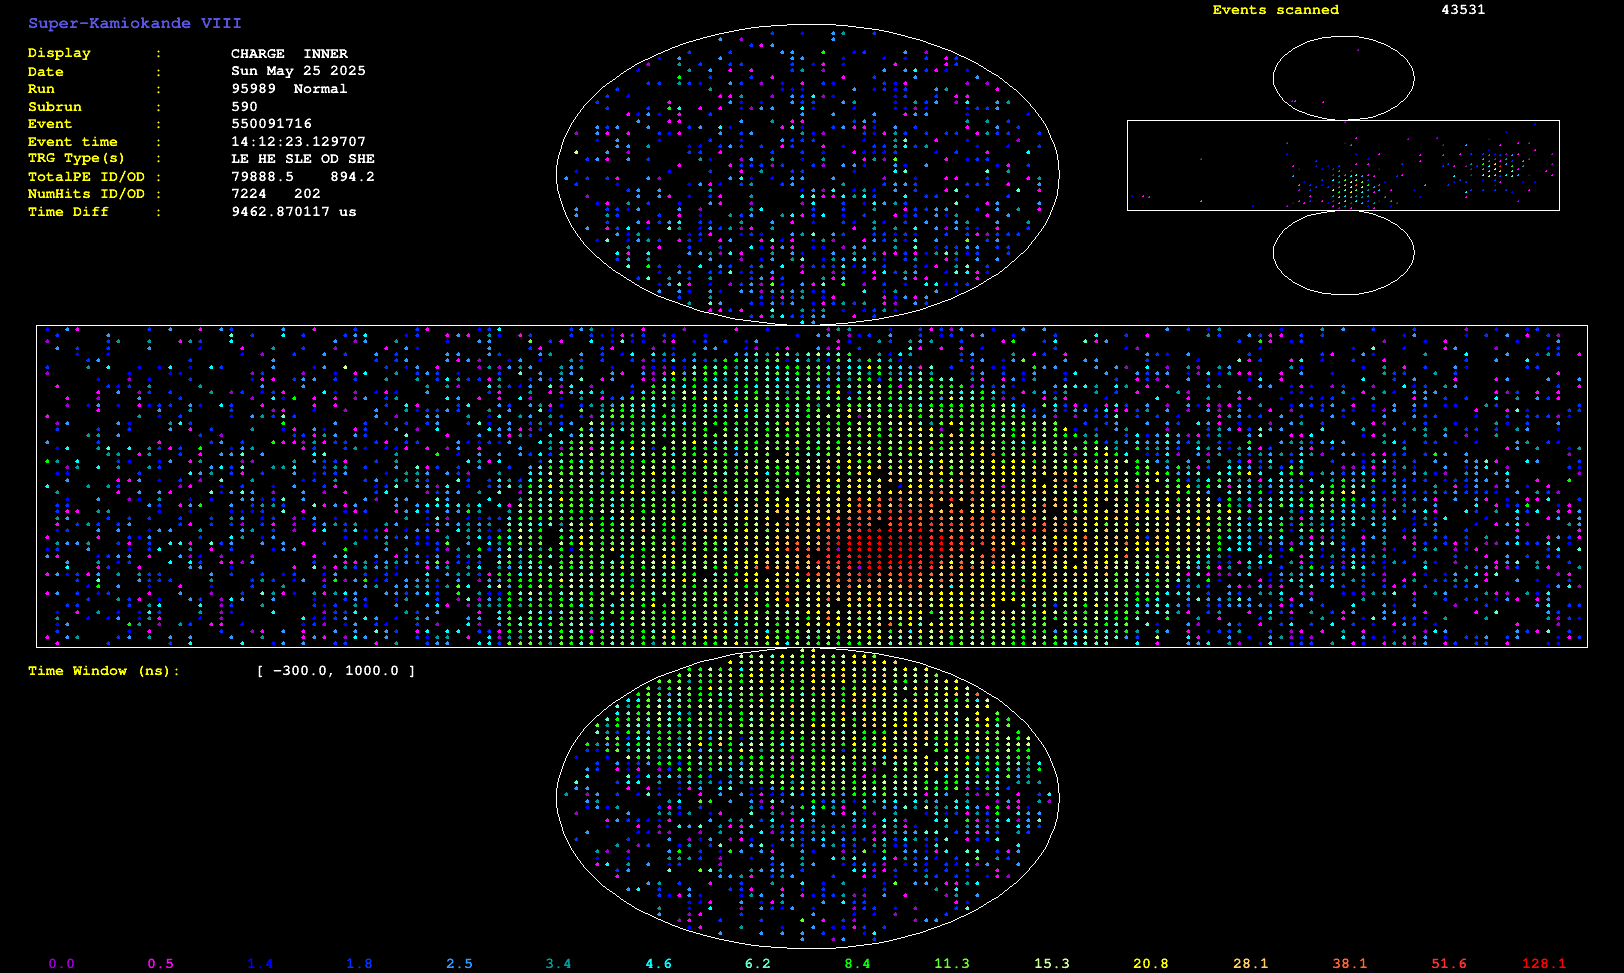 Super-Kamiokande VIII
Events scanned 43531
Display : CHARGE INNER
Date : Sun May 25 2025
Run : 95989 Normal
Subrun : 590
Event : 550091716
Event time : 14:12:23.129707
TRG Type(s) : LE HE SLE OD SHE
TotalPE ID/OD : 79888.5 894.2
NumHits ID/OD : 7224 202
Time Diff : 9462.870117 us
Time Window (ns): [ -300.0, 1000.0 ]
0.0 0.5 1.4 1.8 2.5 3.4 4.6 6.2 8.4 11.3 15.3 20.8 28.1 38.1 51.6 128.1